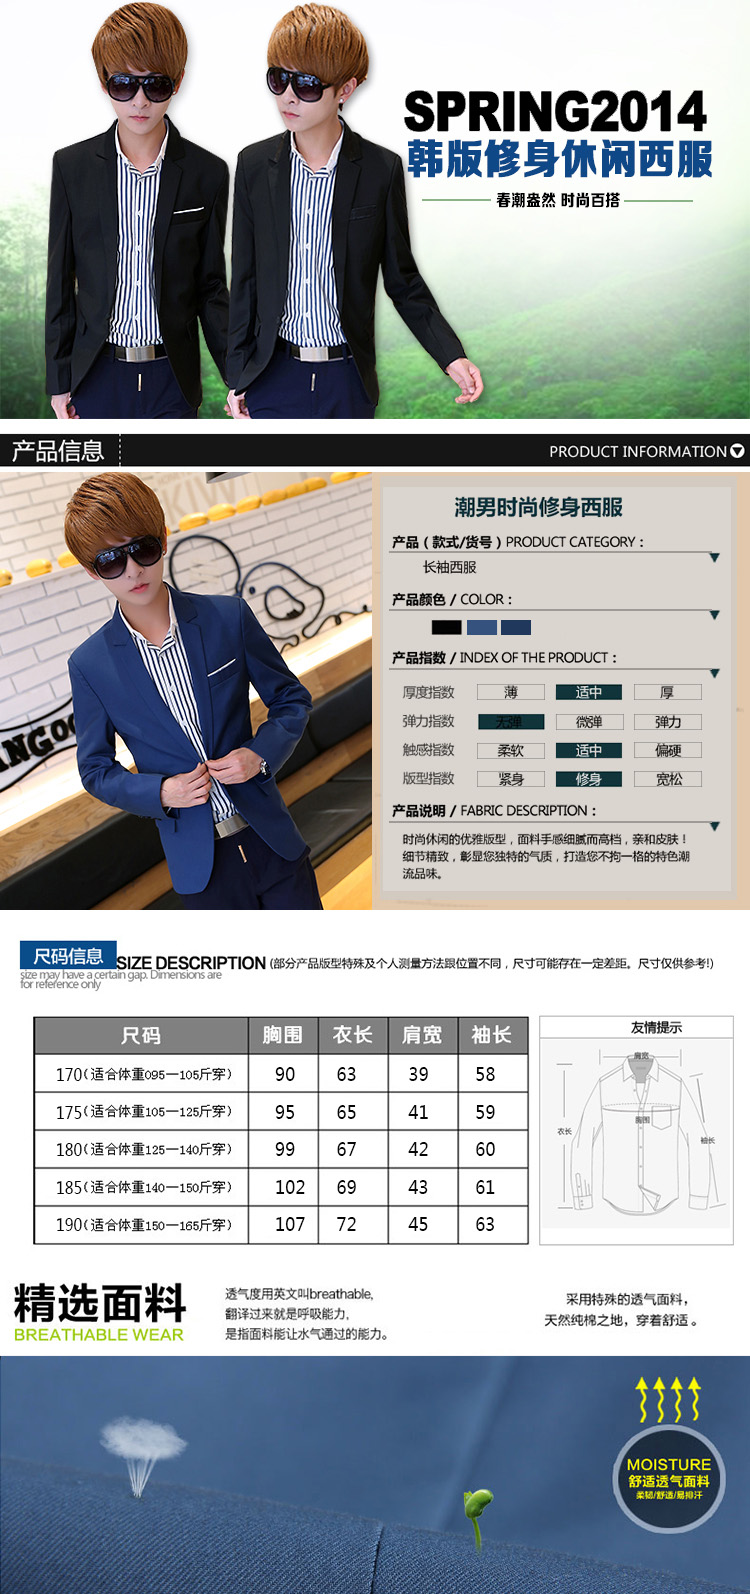 SPRING2014
韩版修身休闲西服
春潮盎然 时尚百搭
产品信息
PRODUCT INFORMATION
KIWI
潮男时尚修身西服
产品（款式/货号）PRODUCT CATEGORY：
长袖西服
产品颜色 / COLOR：
产品指数 / INDEX OF THE PRODUCT：
厚度指数 薄 适中 厚
弹力指数 无弹 微弹 弹力
触感指数 柔软 适中 偏硬
版型指数 紧身 修身 宽松
产品说明 / FABRIC DESCRIPTION：
时尚休闲的优雅版型，面料手感细腻而高档，亲和皮肤！
细节精致，彰显您独特的气质，打造您不拘一格的特色潮
流品味。
尺码信息 SIZE DESCRIPTION (部分产品版型特殊及个人测量方法跟位置不同，尺寸可能存在一定差距。尺寸仅供参考!)
size may have a certain gap. Dimensions are
for reference only
尺码 胸围 衣长 肩宽 袖长
170(适合体重095—105斤穿) 90 63 39 58
175(适合体重105—125斤穿) 95 65 41 59
180(适合体重125—140斤穿) 99 67 42 60
185(适合体重140—150斤穿) 102 69 43 61
190(适合体重150—165斤穿) 107 72 45 63
友情提示
肩宽
胸围
衣长
袖长
精选面料
BREATHABLE WEAR
透气度用英文叫breathable,
翻译过来就是呼吸能力,
是指面料能让水气通过的能力。
采用特殊的透气面料，
天然纯棉之地，穿着舒适。
MOISTURE
舒适透气面料
柔韧/舒适/易排汗